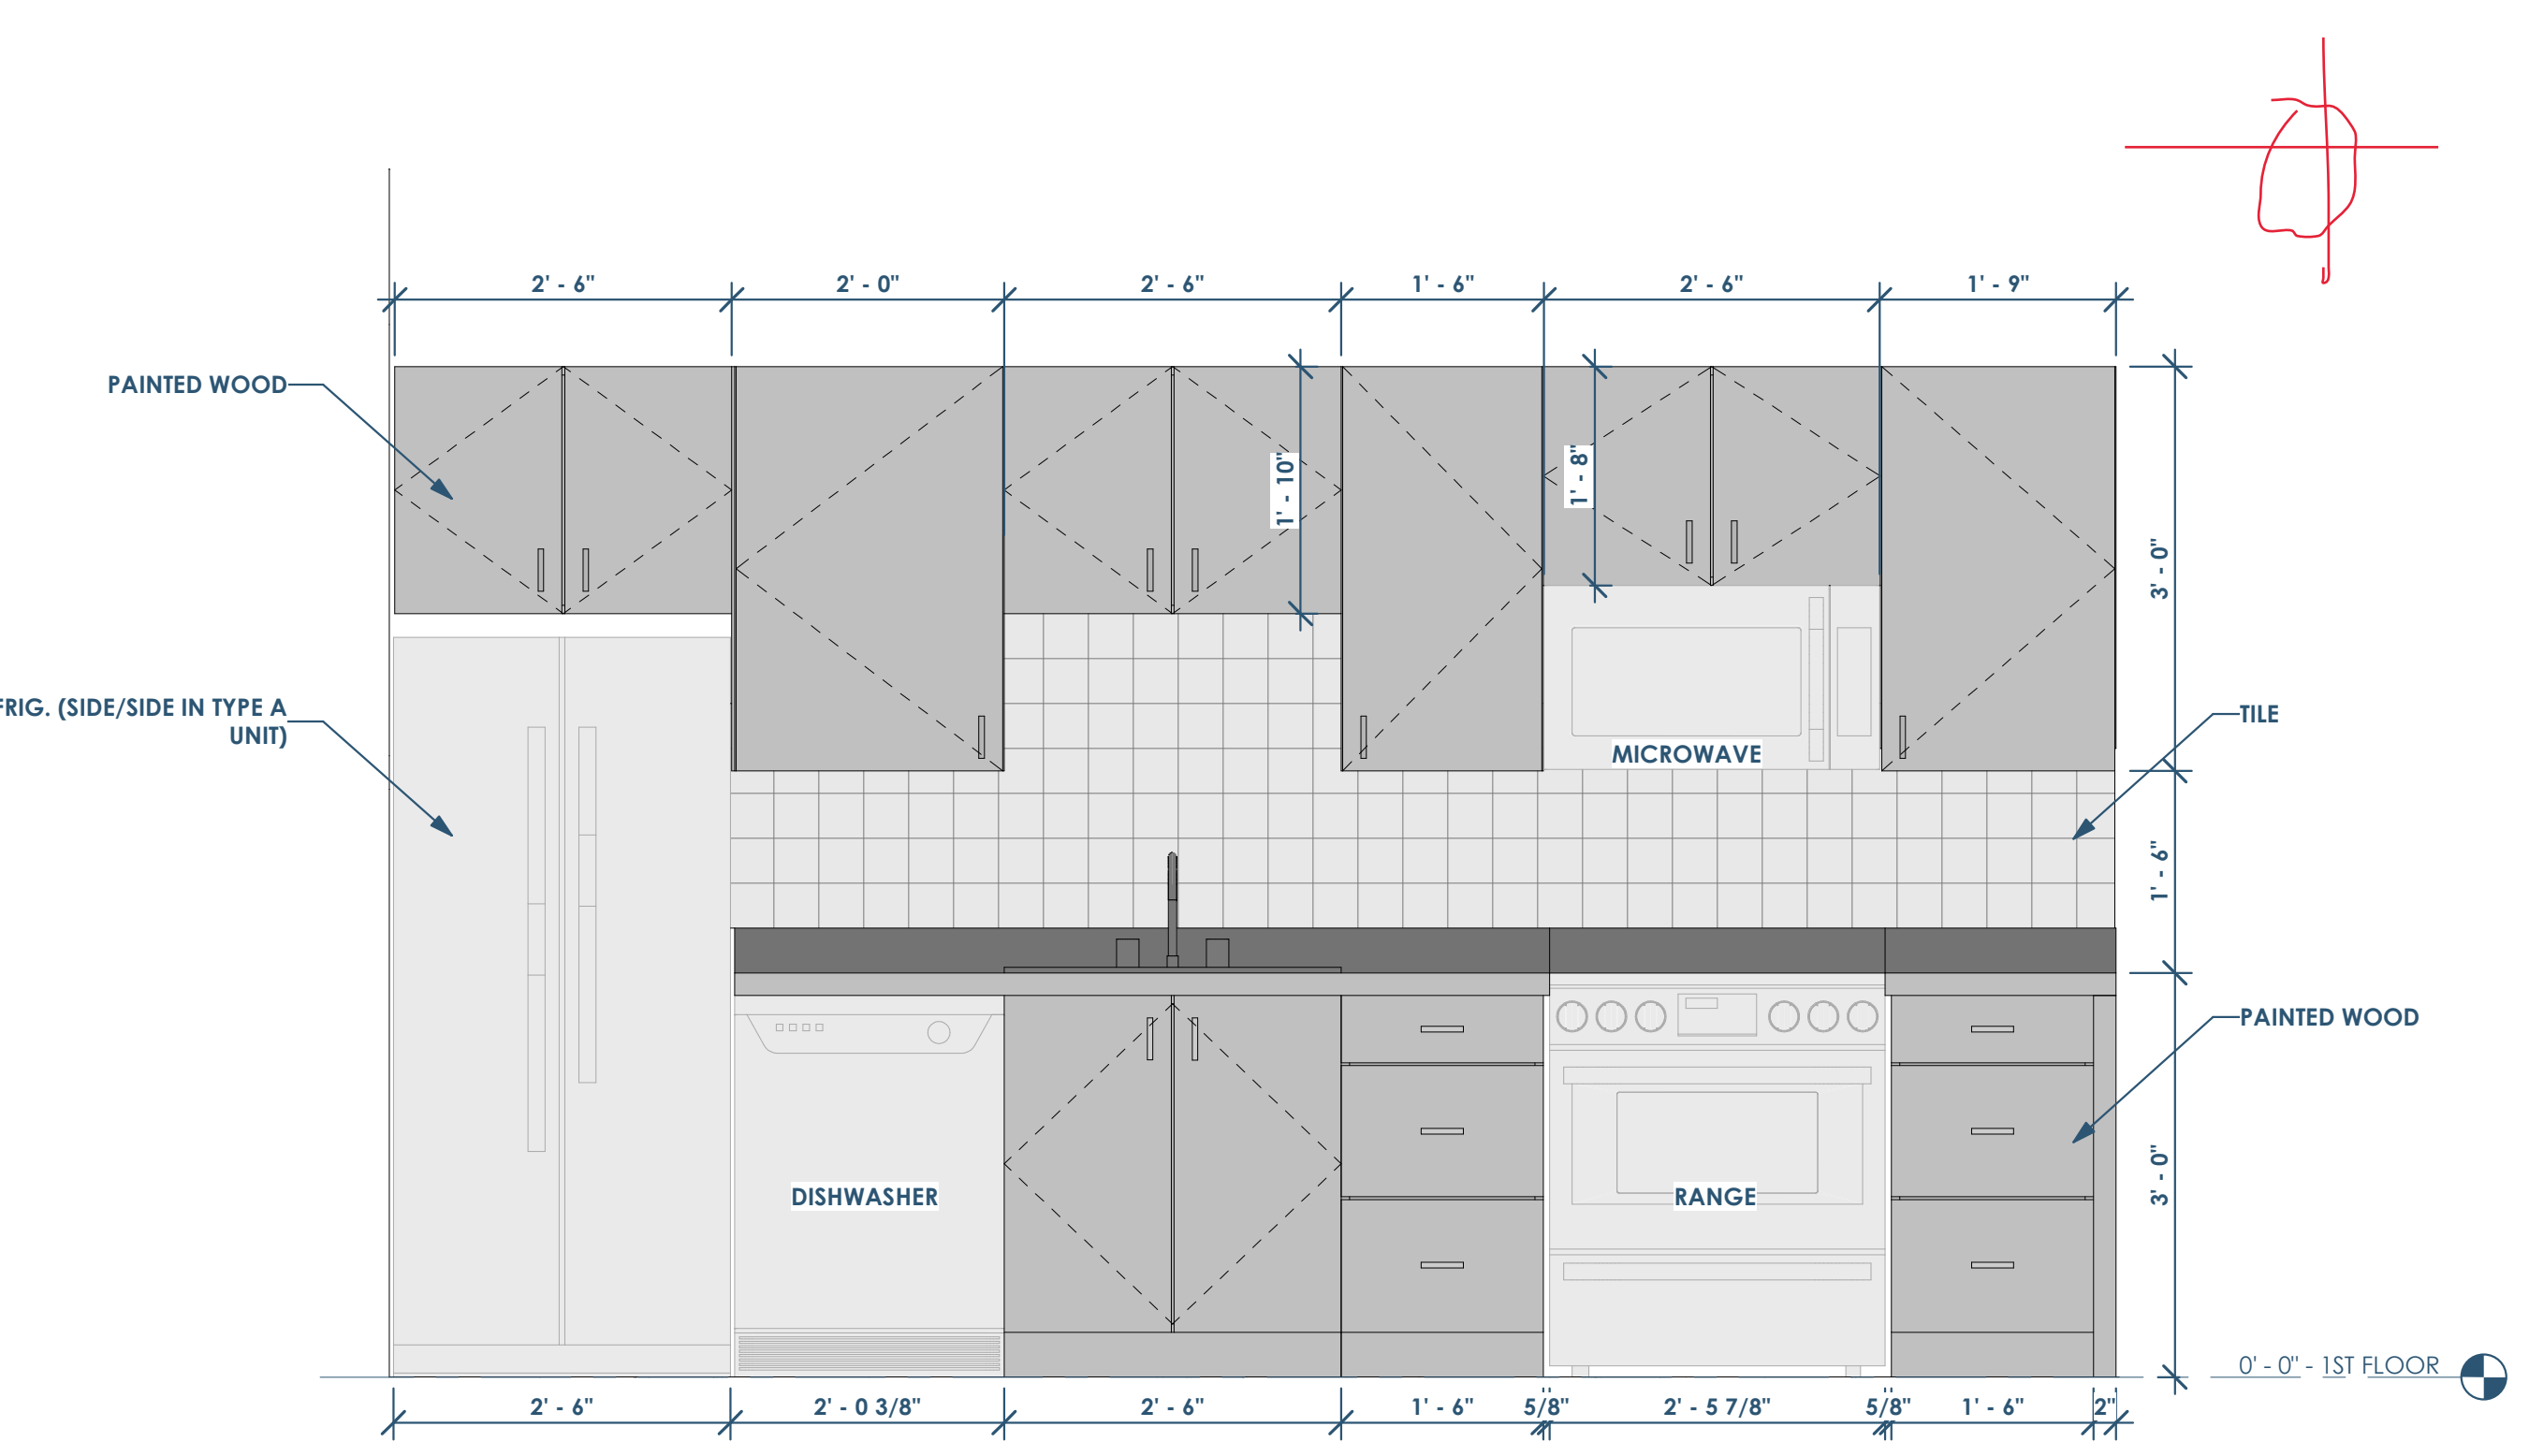 2' - 6" 2' - 0" 2' - 6" 1' - 6" 2' - 6" 1' - 9"
PAINTED WOOD
1' - 10"
1' - 8"
3' - 0"
FRIG. (SIDE/SIDE IN TYPE A
UNIT)
TILE
MICROWAVE
1' - 6"
PAINTED WOOD
3' - 0"
DISHWASHER
RANGE
0' - 0" - 1ST FLOOR
2' - 6" 2' - 0 3/8" 2' - 6" 1' - 6" 5/8" 2' - 5 7/8" 5/8" 1' - 6" 2"